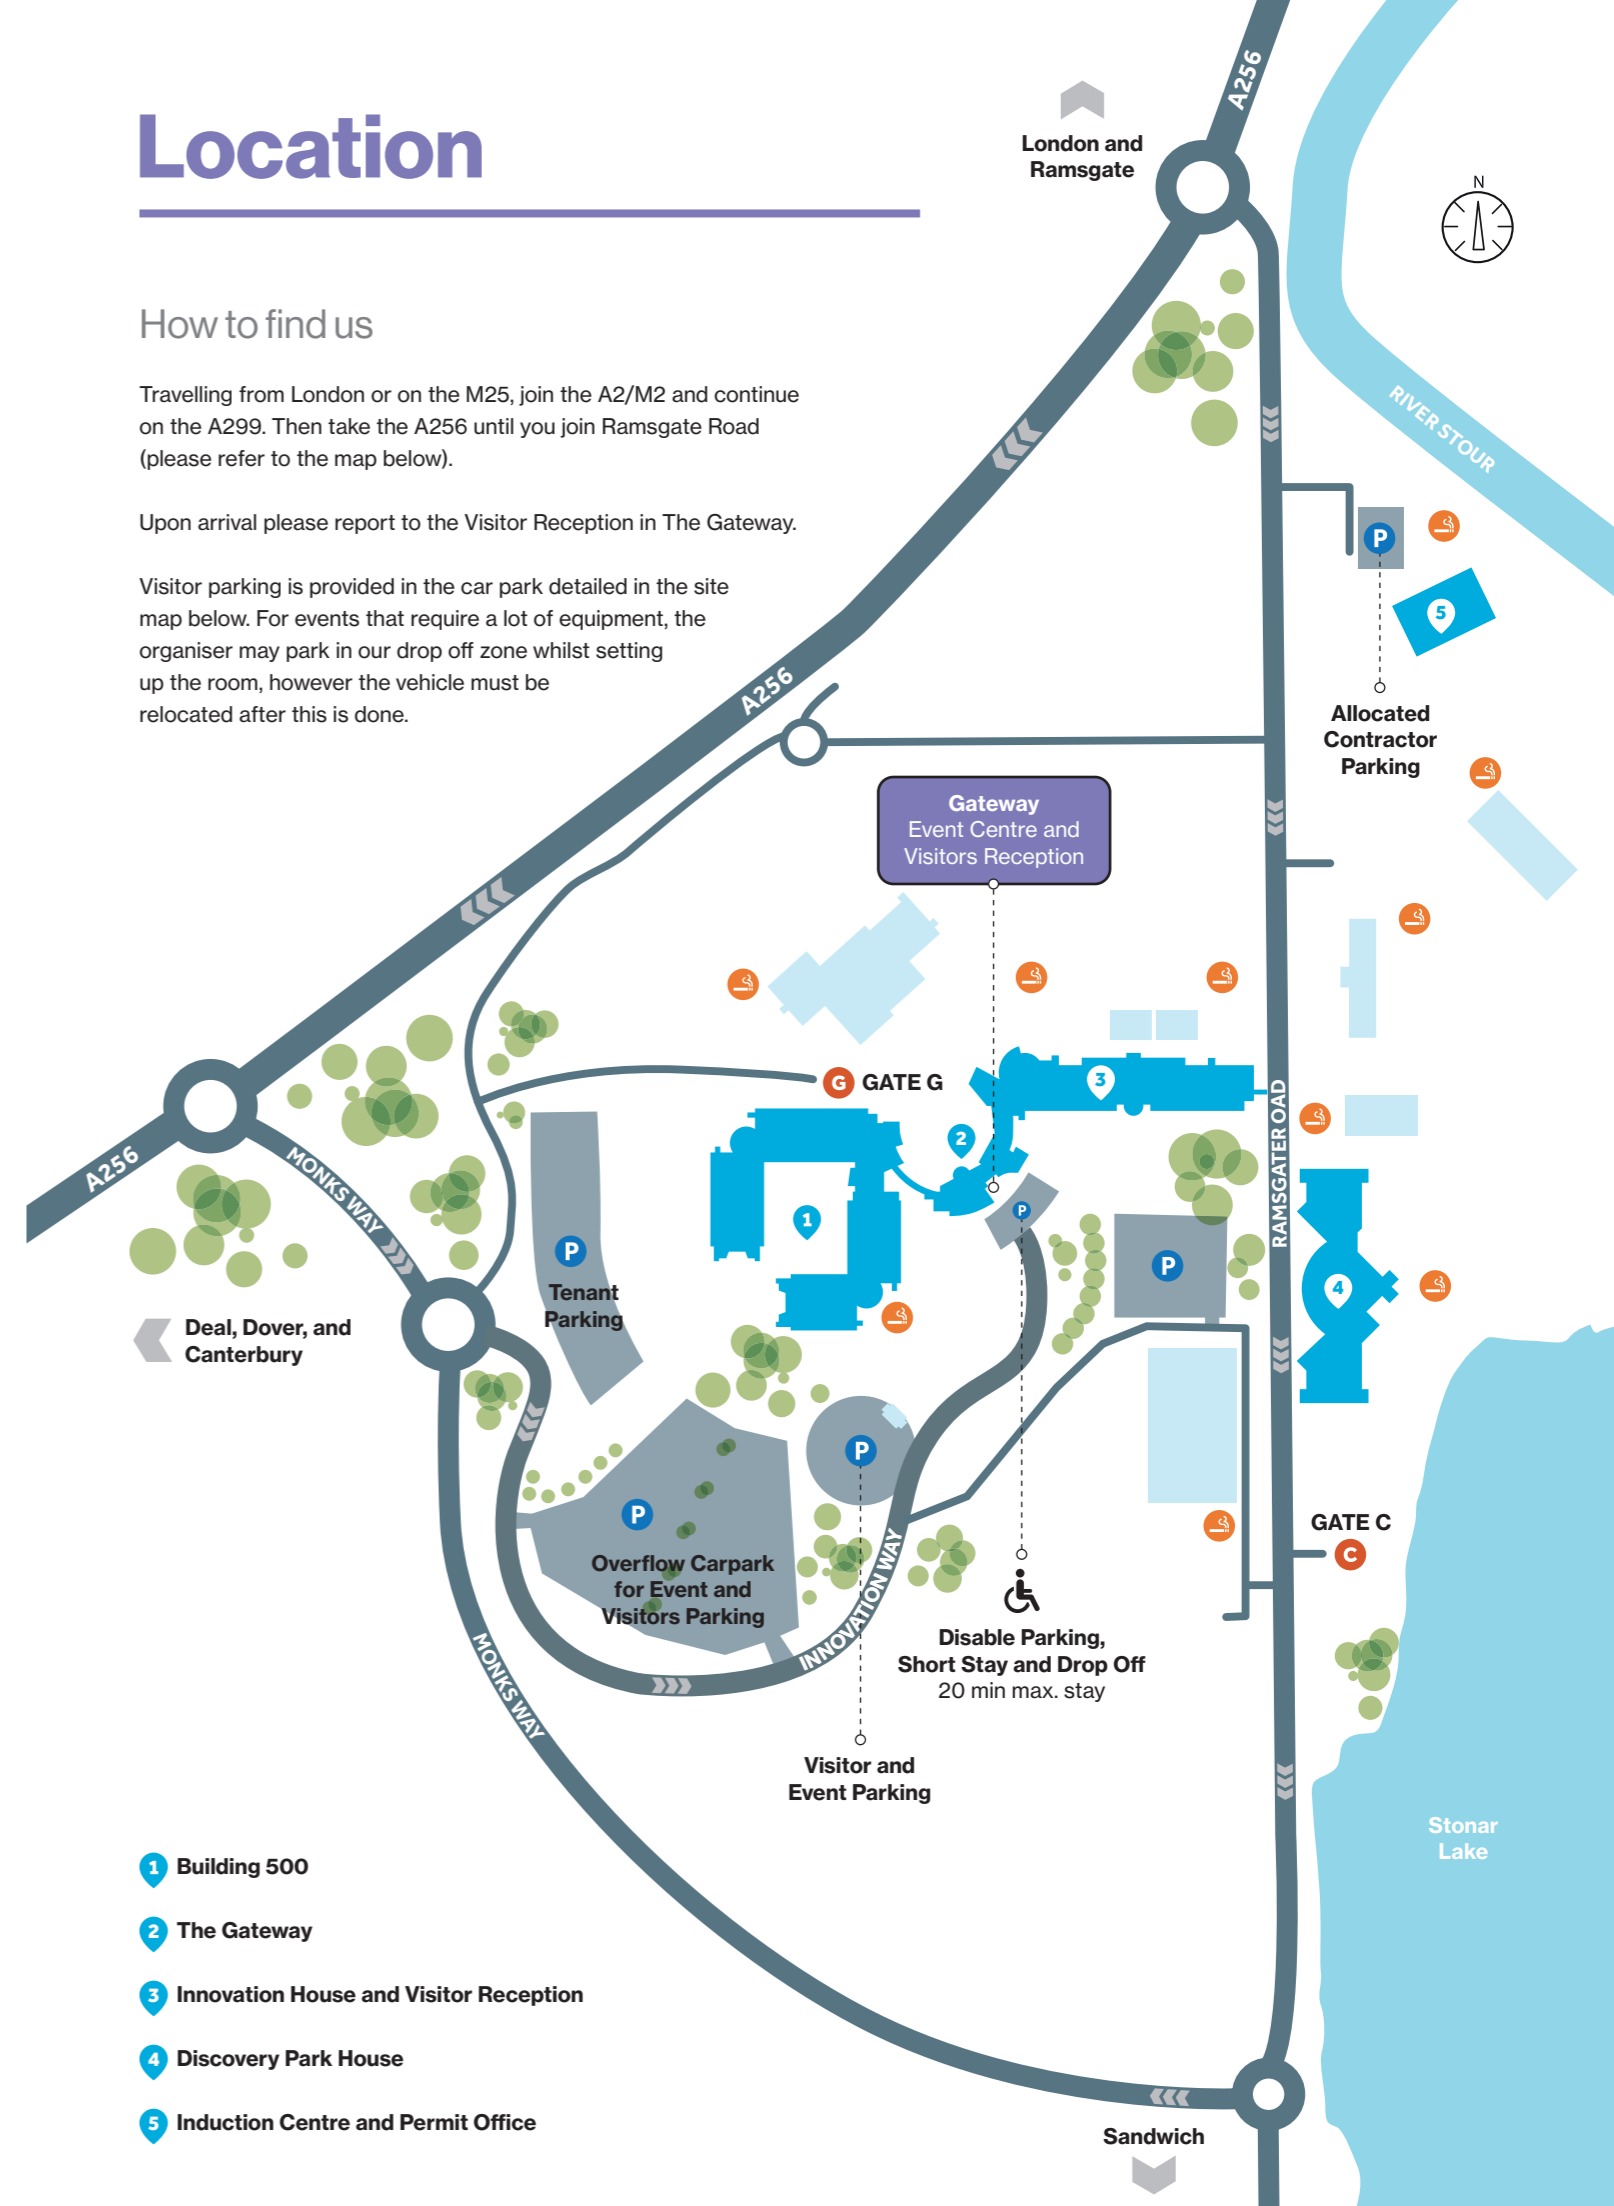 Location
A256
London and
Ramsgate
N
How to find us
Travelling from London or on the M25, join the A2/M2 and continue
on the A299. Then take the A256 until you join Ramsgate Road
(please refer to the map below).
Upon arrival please report to the Visitor Reception in The Gateway.
Visitor parking is provided in the car park detailed in the site
map below. For events that require a lot of equipment, the
organiser may park in our drop off zone whilst setting
up the room, however the vehicle must be
relocated after this is done.
RIVER STOUR
P
5
A256
Allocated
Contractor
Parking
Gateway
Event Centre and
Visitors Reception
G GATE G
3
2
1
RAMSGATER OAD
A256
MONKS WAY
P
P
P
4
Tenant
Parking
Deal, Dover, and
Canterbury
P
P
Overflow Carpark
for Event and
Visitors Parking
INNOVATION WAY
GATE C
C
Disable Parking,
Short Stay and Drop Off
20 min max. stay
MONKS WAY
Visitor and
Event Parking
Stonar
Lake
1 Building 500
2 The Gateway
3 Innovation House and Visitor Reception
4 Discovery Park House
5 Induction Centre and Permit Office
Sandwich